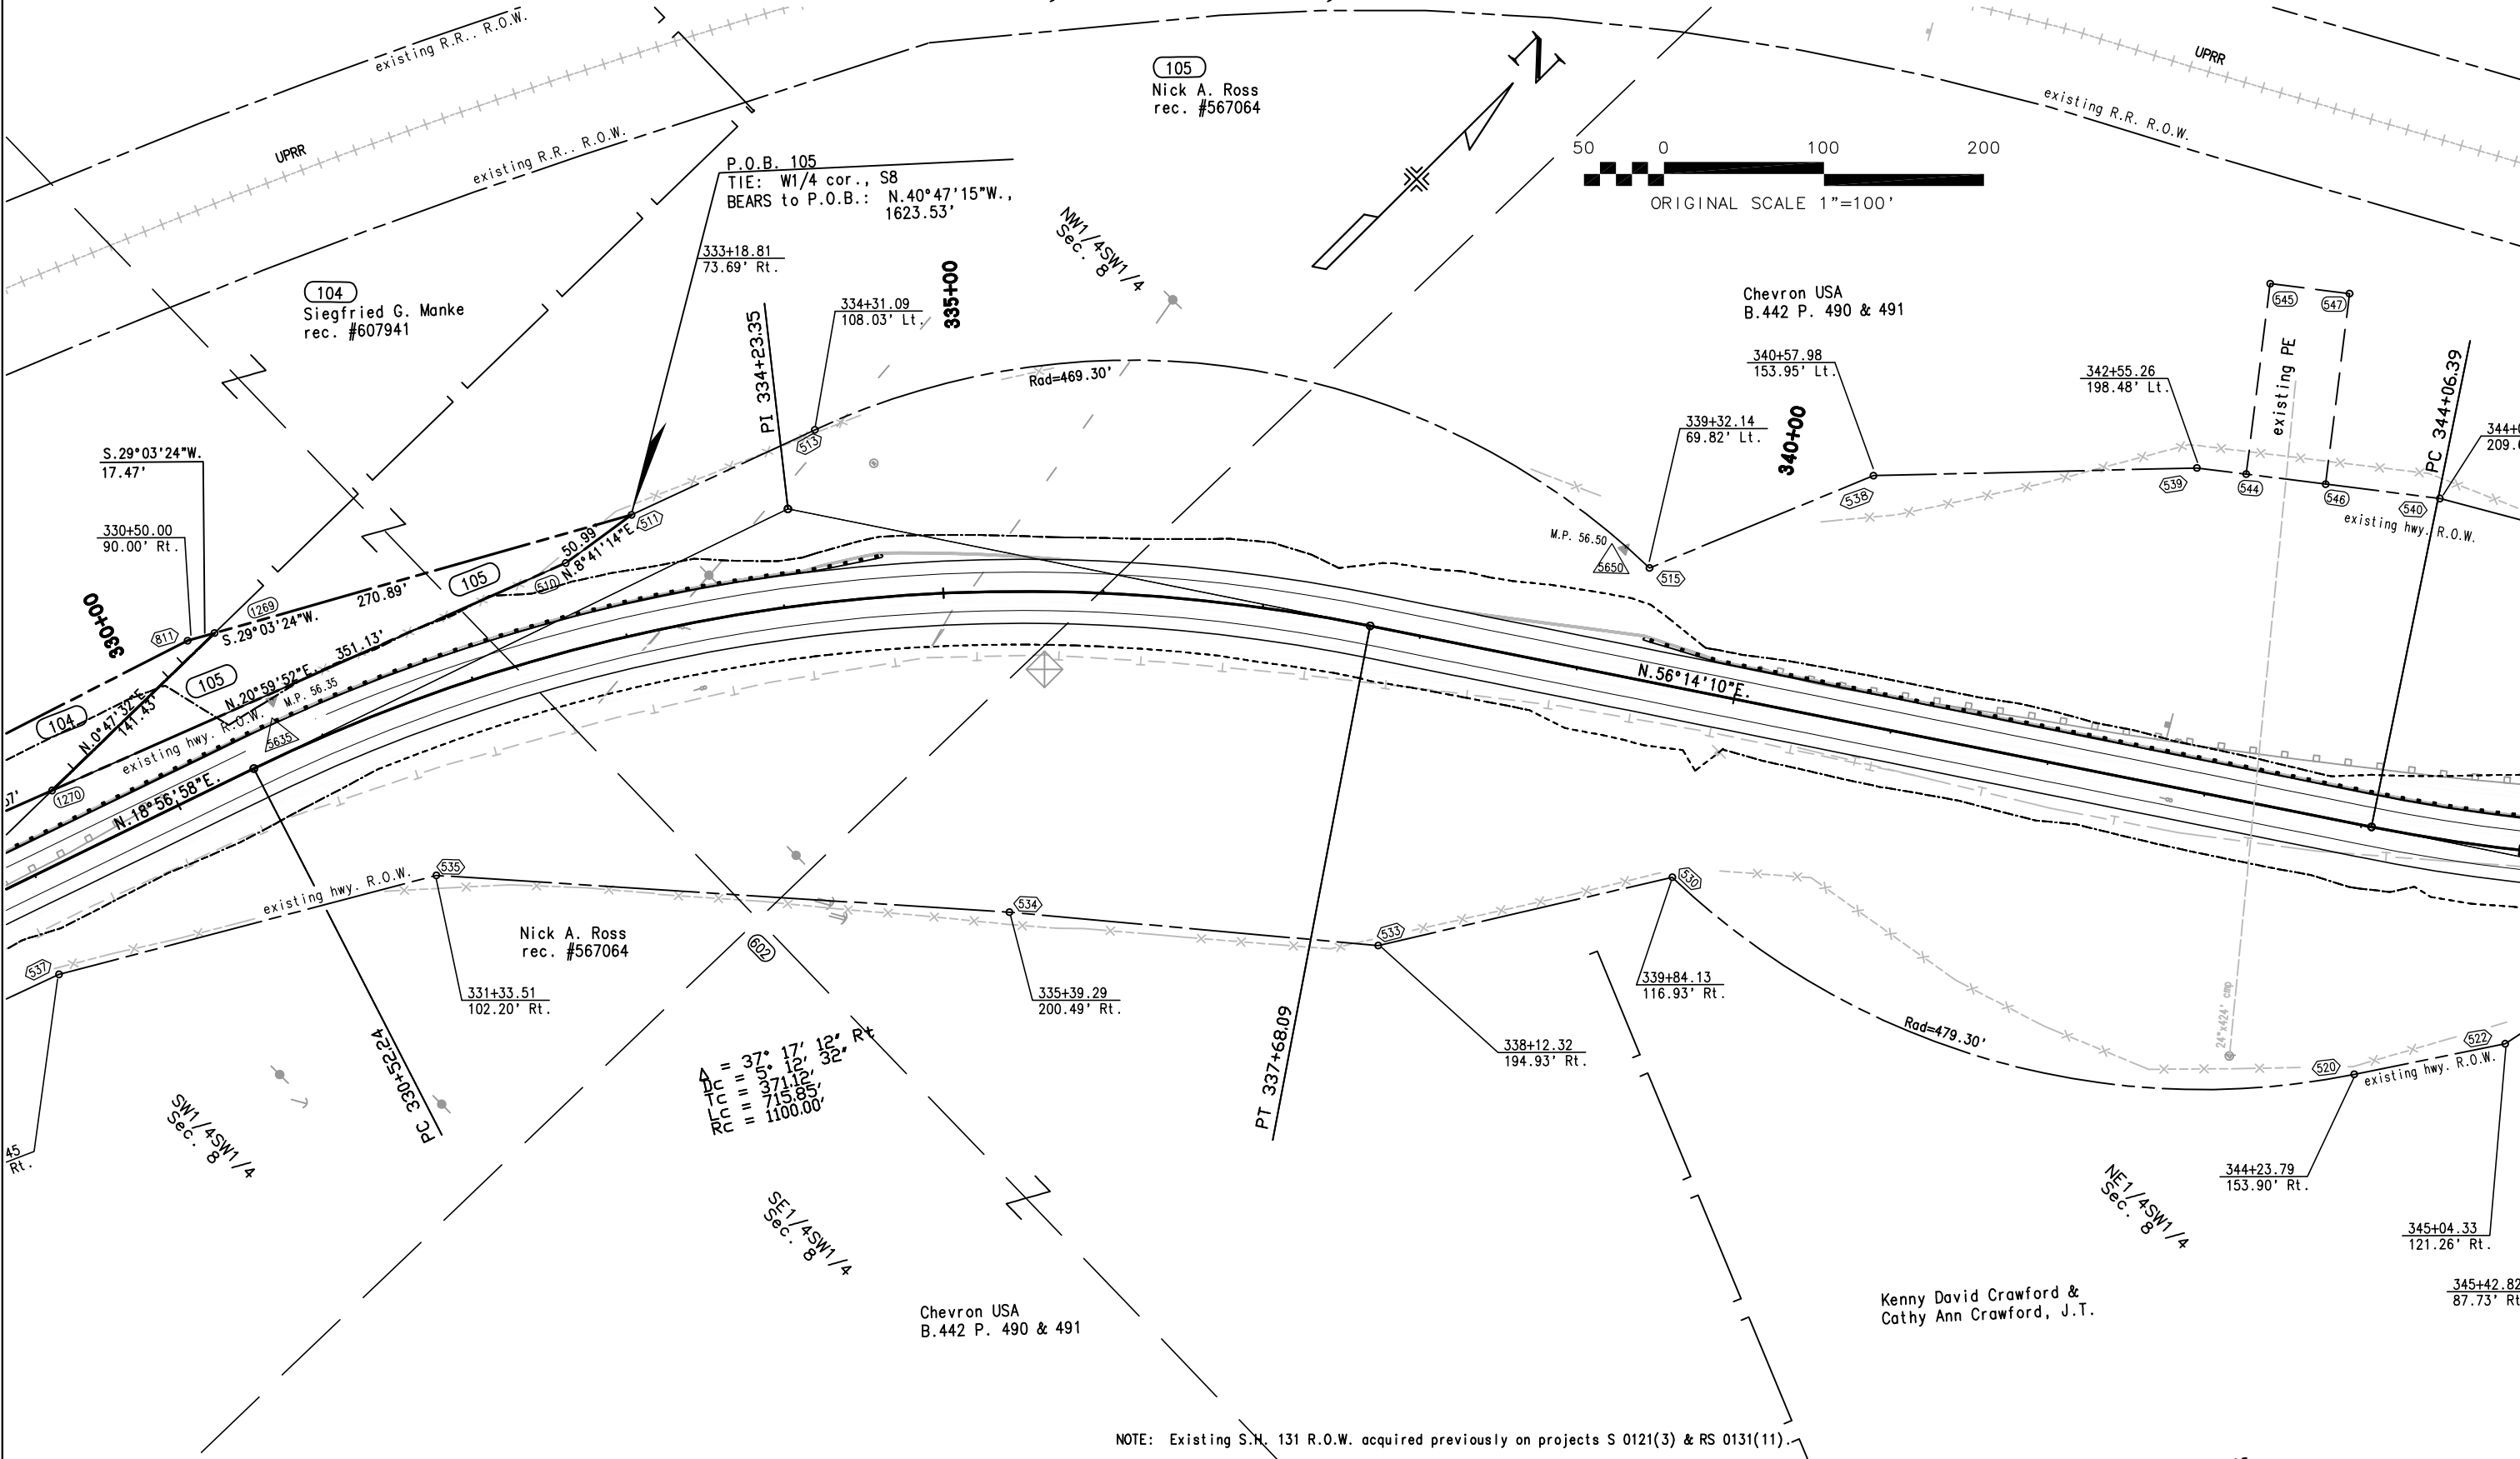 existing R.R.. R.O.W.
UPRR
existing R.R.. R.O.W.
105
Nick A. Ross
rec. #567064
N
UPRR
existing R.R. R.O.W.
50 0 100 200
ORIGINAL SCALE 1"=100'
P.O.B. 105
TIE: W1/4 cor., S8
BEARS to P.O.B.: N.40°47'15"W.,
1623.53'
104
Siegfried G. Manke
rec. #607941
333+18.81
73.69' Rt.
PI 334+23.35
334+31.09
108.03' Lt.
335+00
NW1/4SW1/4
Sec. 8
Rad=469.30'
Chevron USA
B.442 P. 490 & 491
340+57.98
153.95' Lt.
339+32.14
69.82' Lt.
340+00
342+55.26
198.48' Lt.
545
547
existing PE
PC 344+06.39
344+0
209.
513
511
538
539
544
546
540
existing hwy. R.O.W.
M.P. 56.50
5650
515
S.29°03'24"W.
17.47'
330+50.00
90.00' Rt.
330+00
811
1269
S.29°03'24"W.
270.89'
105
510
50.99
N.8°41'14"E.
105
104
N.0°47'32"E.
141.43'
N.20°59'52"E.
351.13'
M.P. 56.35
5635
existing hwy. R.O.W.
57'
1270
N.18°56'58"E.
N.56°14'10"E.
existing hwy. R.O.W.
537
535
534
533
530
602
Nick A. Ross
rec. #567064
331+33.51
102.20' Rt.
335+39.29
200.49' Rt.
339+84.13
116.93' Rt.
338+12.32
194.93' Rt.
Rad=479.30'
24"x424' cmp
520
522
existing hwy. R.O.W.
PC 330+52.24
Δ = 37° 17' 12" Rt
Dc = 5° 12' 32"
Tc = 371.12'
Lc = 715.85'
Rc = 1100.00'
PT 337+68.09
45
Rt.
SW1/4SW1/4
Sec. 8
SE1/4SW1/4
Sec. 8
NE1/4SW1/4
Sec. 8
344+23.79
153.90' Rt.
345+04.33
121.26' Rt.
345+42.82
87.73' Rt
Chevron USA
B.442 P. 490 & 491
Kenny David Crawford &
Cathy Ann Crawford, J.T.
NOTE: Existing S.H. 131 R.O.W. acquired previously on projects S 0121(3) & RS 0131(11).